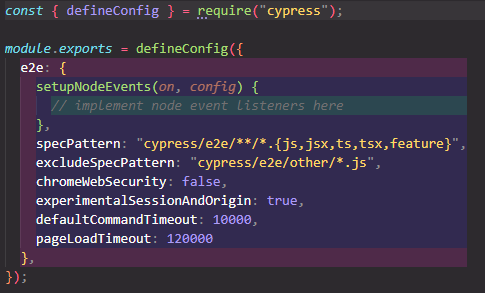 const { defineConfig } = require("cypress");
module.exports = defineConfig({
e2e: {
setupNodeEvents(on, config) {
// implement node event listeners here
},
specPattern: "cypress/e2e/**/*.{js,jsx,ts,tsx,feature}",
excludeSpecPattern: "cypress/e2e/other/*.js",
chromeWebSecurity: false,
experimentalSessionAndOrigin: true,
defaultCommandTimeout: 10000,
pageLoadTimeout: 120000
},
});